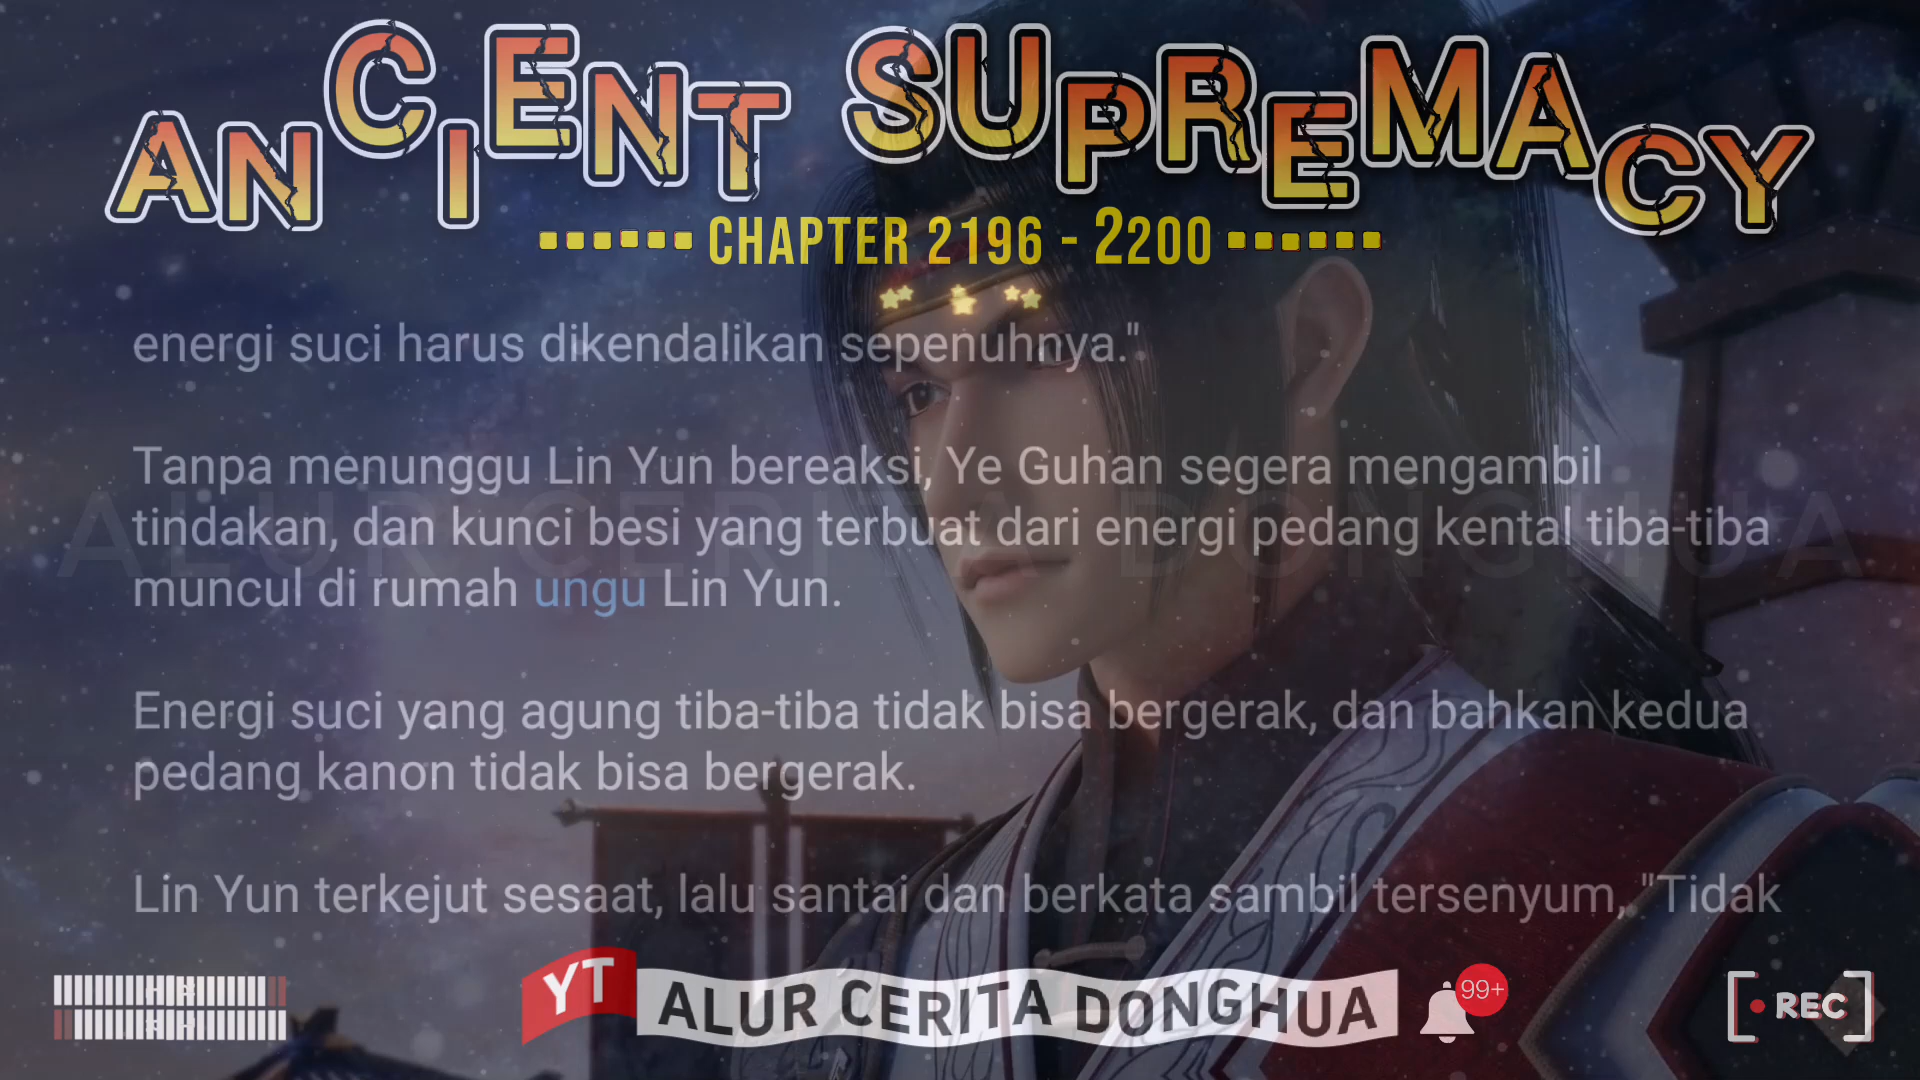 ANCIENT SUPREMACY
CHAPTER 2196 - 2200
energi suci harus dikendalikan sepenuhnya."
Tanpa menunggu Lin Yun bereaksi, Ye Guhan segera mengambil
tindakan, dan kunci besi yang terbuat dari energi pedang kental tiba-tiba
ALUR CERITA DONGHUA
muncul di rumah ungu Lin Yun.
Energi suci yang agung tiba-tiba tidak bisa bergerak, dan bahkan kedua
pedang kanon tidak bisa bergerak.
Lin Yun terkejut sesaat, lalu santai dan berkata sambil tersenyum, "Tidak
YT ALUR CERITA DONGHUA
99+
REC